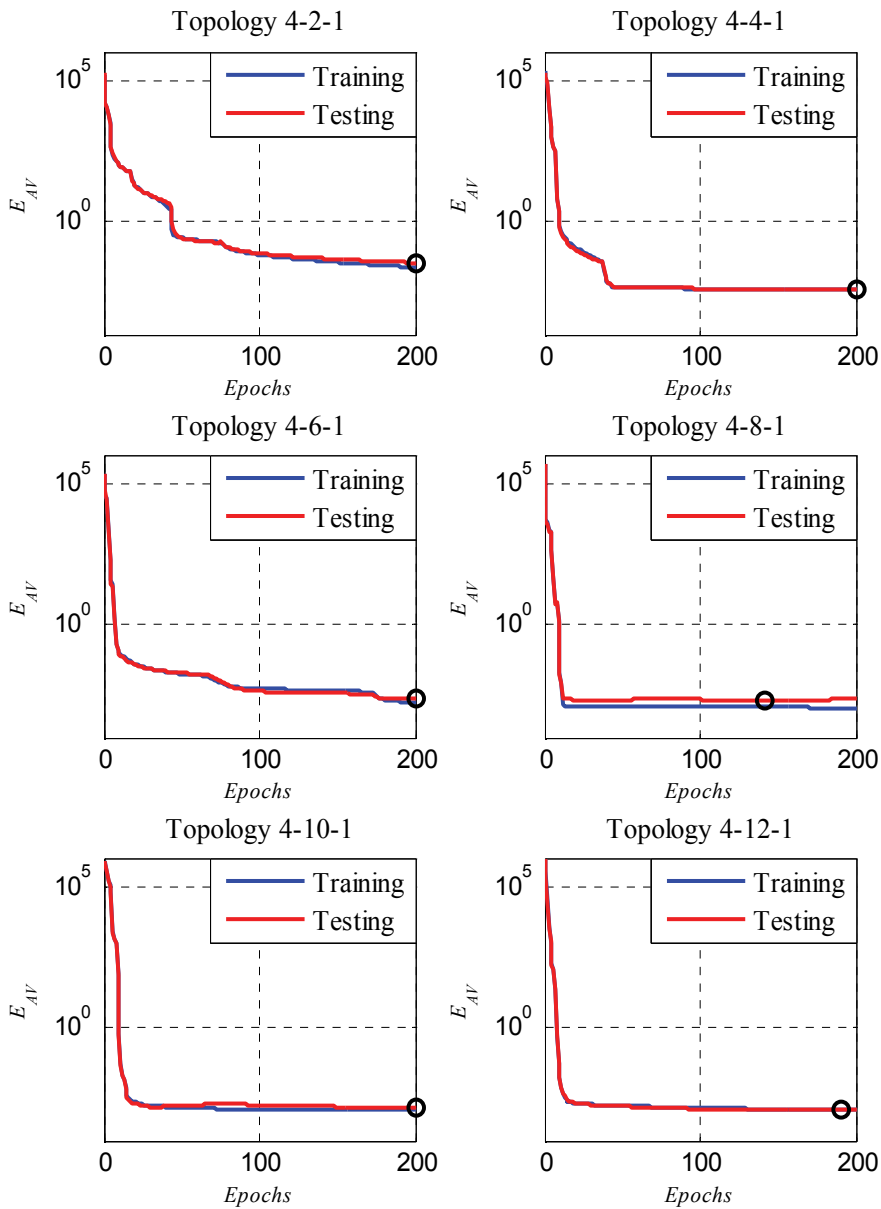 Topology 4-2-1
10^5
10^0
E_AV
Training
Testing
0 100 200
Epochs
Topology 4-4-1
10^5
10^0
E_AV
Training
Testing
0 100 200
Epochs
Topology 4-6-1
10^5
10^0
E_AV
Training
Testing
0 100 200
Epochs
Topology 4-8-1
10^5
10^0
E_AV
Training
Testing
0 100 200
Epochs
Topology 4-10-1
10^5
10^0
E_AV
Training
Testing
0 100 200
Epochs
Topology 4-12-1
10^5
10^0
E_AV
Training
Testing
0 100 200
Epochs